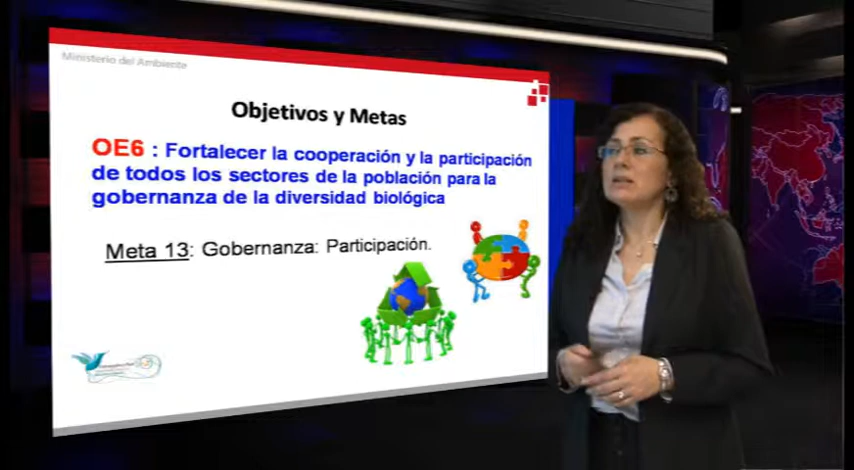 Ministerio del Ambiente
Objetivos y Metas
OE6 : Fortalecer la cooperación y la participación
de todos los sectores de la población para la
gobernanza de la diversidad biológica
Meta 13: Gobernanza: Participación.